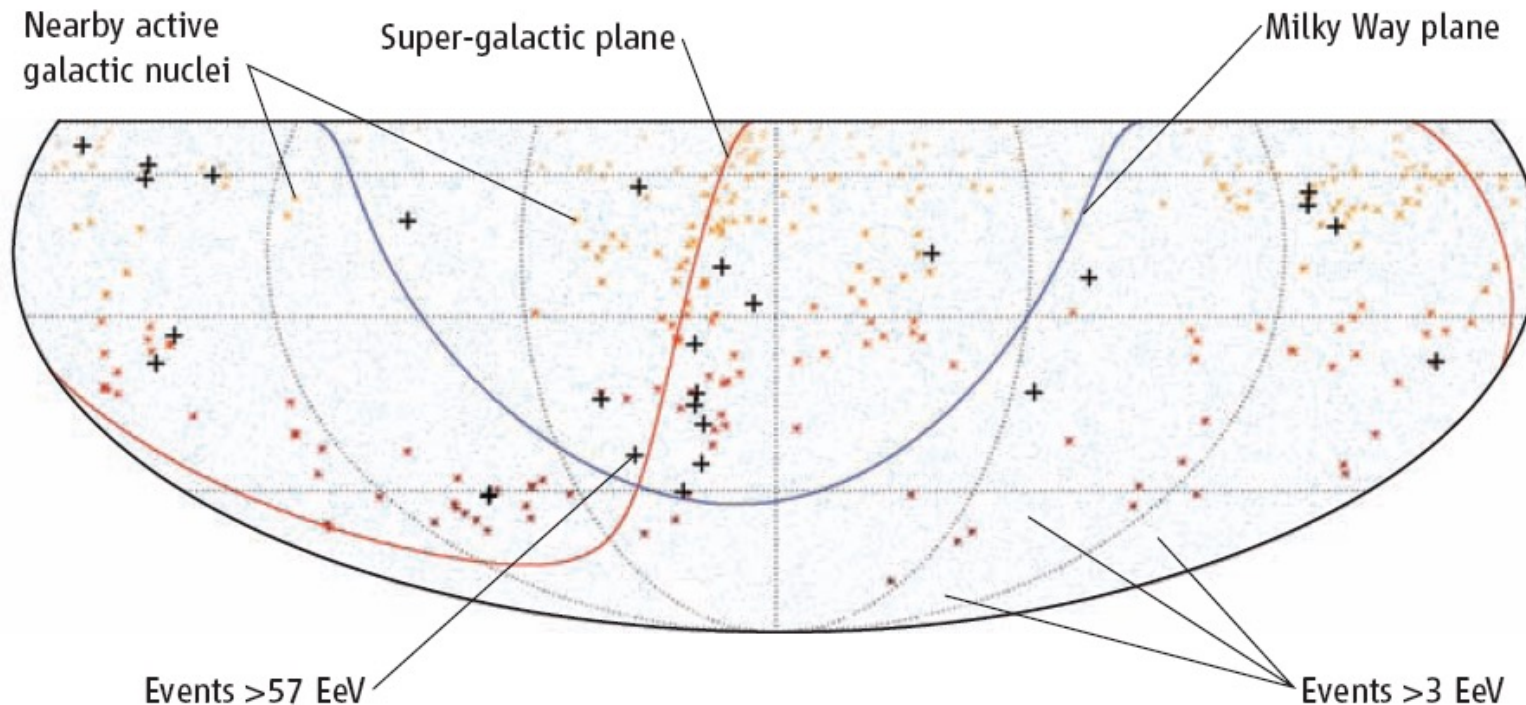 Nearby active
galactic nuclei
Super-galactic plane
Milky Way plane
Events >57 EeV
Events >3 EeV